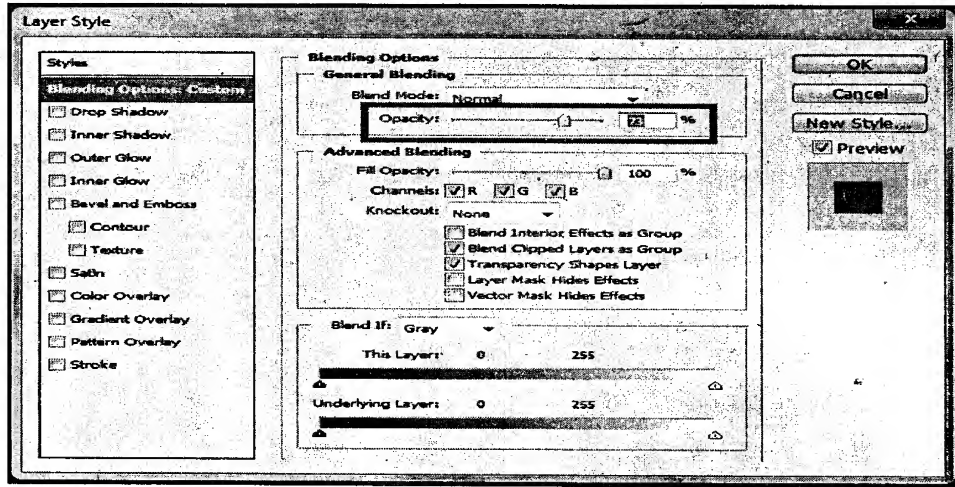 Layer Style
Styles
Blending Options: Custom
Drop Shadow
Inner Shadow
Outer Glow
Inner Glow
Bevel and Emboss
Contour
Texture
Satin
Color Overlay
Gradient Overlay
Pattern Overlay
Stroke
Blending Options
General Blending
Blend Mode: Normal
Opacity: 73 %
Advanced Blending
Fill Opacity: 100 %
Channels: R G B
Knockout: None
Blend Interior Effects as Group
Blend Clipped Layers as Group
Transparency Shapes Layer
Layer Mask Hides Effects
Vector Mask Hides Effects
Blend If: Gray
This Layer: 0 255
Underlying Layer: 0 255
OK
Cancel
New Style...
Preview